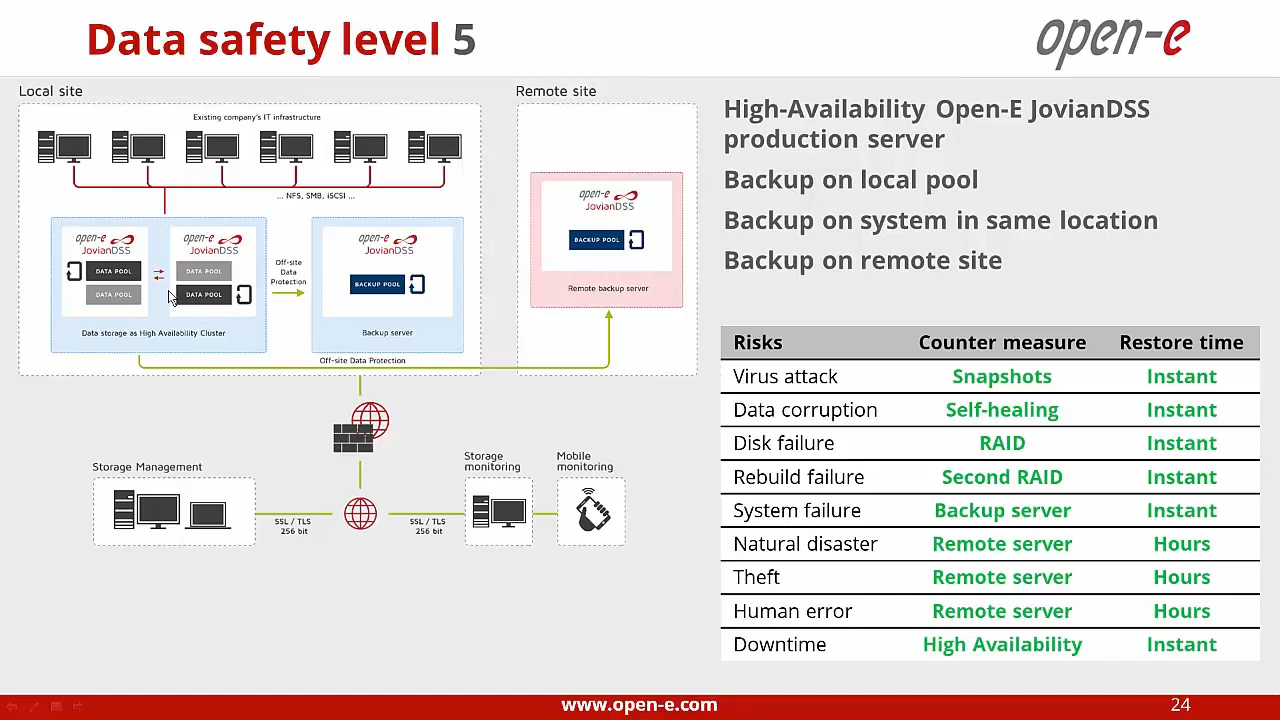 Data safety level 5
open-e
Local site
Remote site
Existing company's IT infrastructure
... NFS, SMB, iSCSI ...
open-e
JovianDSS
DATA POOL
DATA POOL
open-e
JovianDSS
DATA POOL
DATA POOL
Data storage as High Availability Cluster
Off-site
Data
Protection
open-e
JovianDSS
BACKUP POOL
Backup server
open-e
JovianDSS
BACKUP POOL
Remote backup server
Off-site Data Protection
Storage Management
SSL / TLS
256 bit
SSL / TLS
256 bit
Storage
monitoring
Mobile
monitoring
High-Availability Open-E JovianDSS
production server
Backup on local pool
Backup on system in same location
Backup on remote site
Risks Counter measure Restore time
Virus attack Snapshots Instant
Data corruption Self-healing Instant
Disk failure RAID Instant
Rebuild failure Second RAID Instant
System failure Backup server Instant
Natural disaster Remote server Hours
Theft Remote server Hours
Human error Remote server Hours
Downtime High Availability Instant
www.open-e.com
24